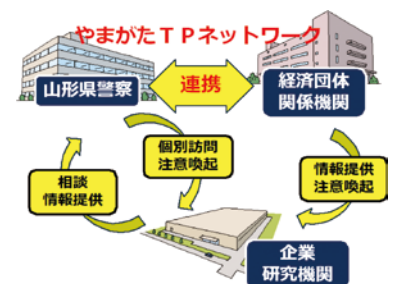 やまがたＴＰネットワーク
山形県警察
連携
経済団体
関係機関
個別訪問
注意喚起
相談
情報提供
情報提供
注意喚起
企業
研究機関